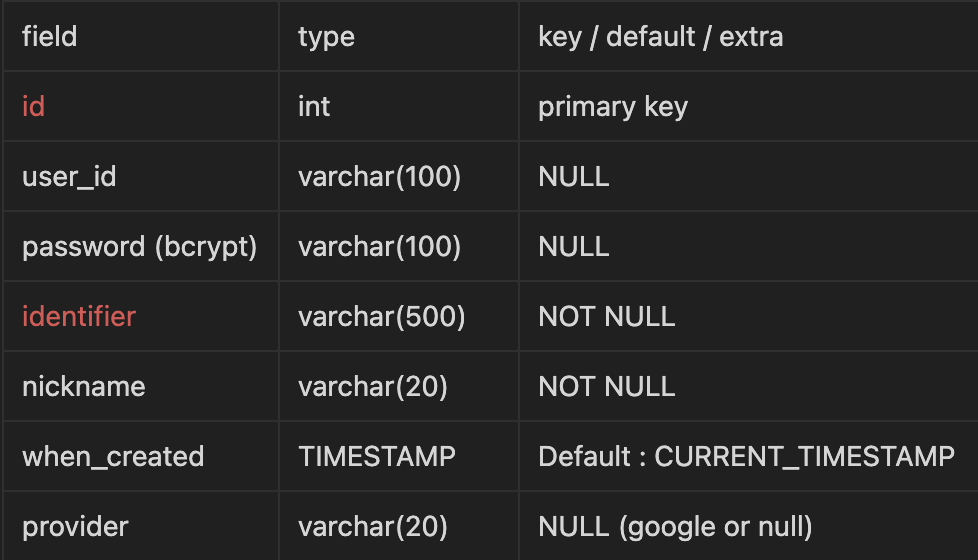 field type key / default / extra
id int primary key
user_id varchar(100) NULL
password (bcrypt) varchar(100) NULL
identifier varchar(500) NOT NULL
nickname varchar(20) NOT NULL
when_created TIMESTAMP Default : CURRENT_TIMESTAMP
provider varchar(20) NULL (google or null)